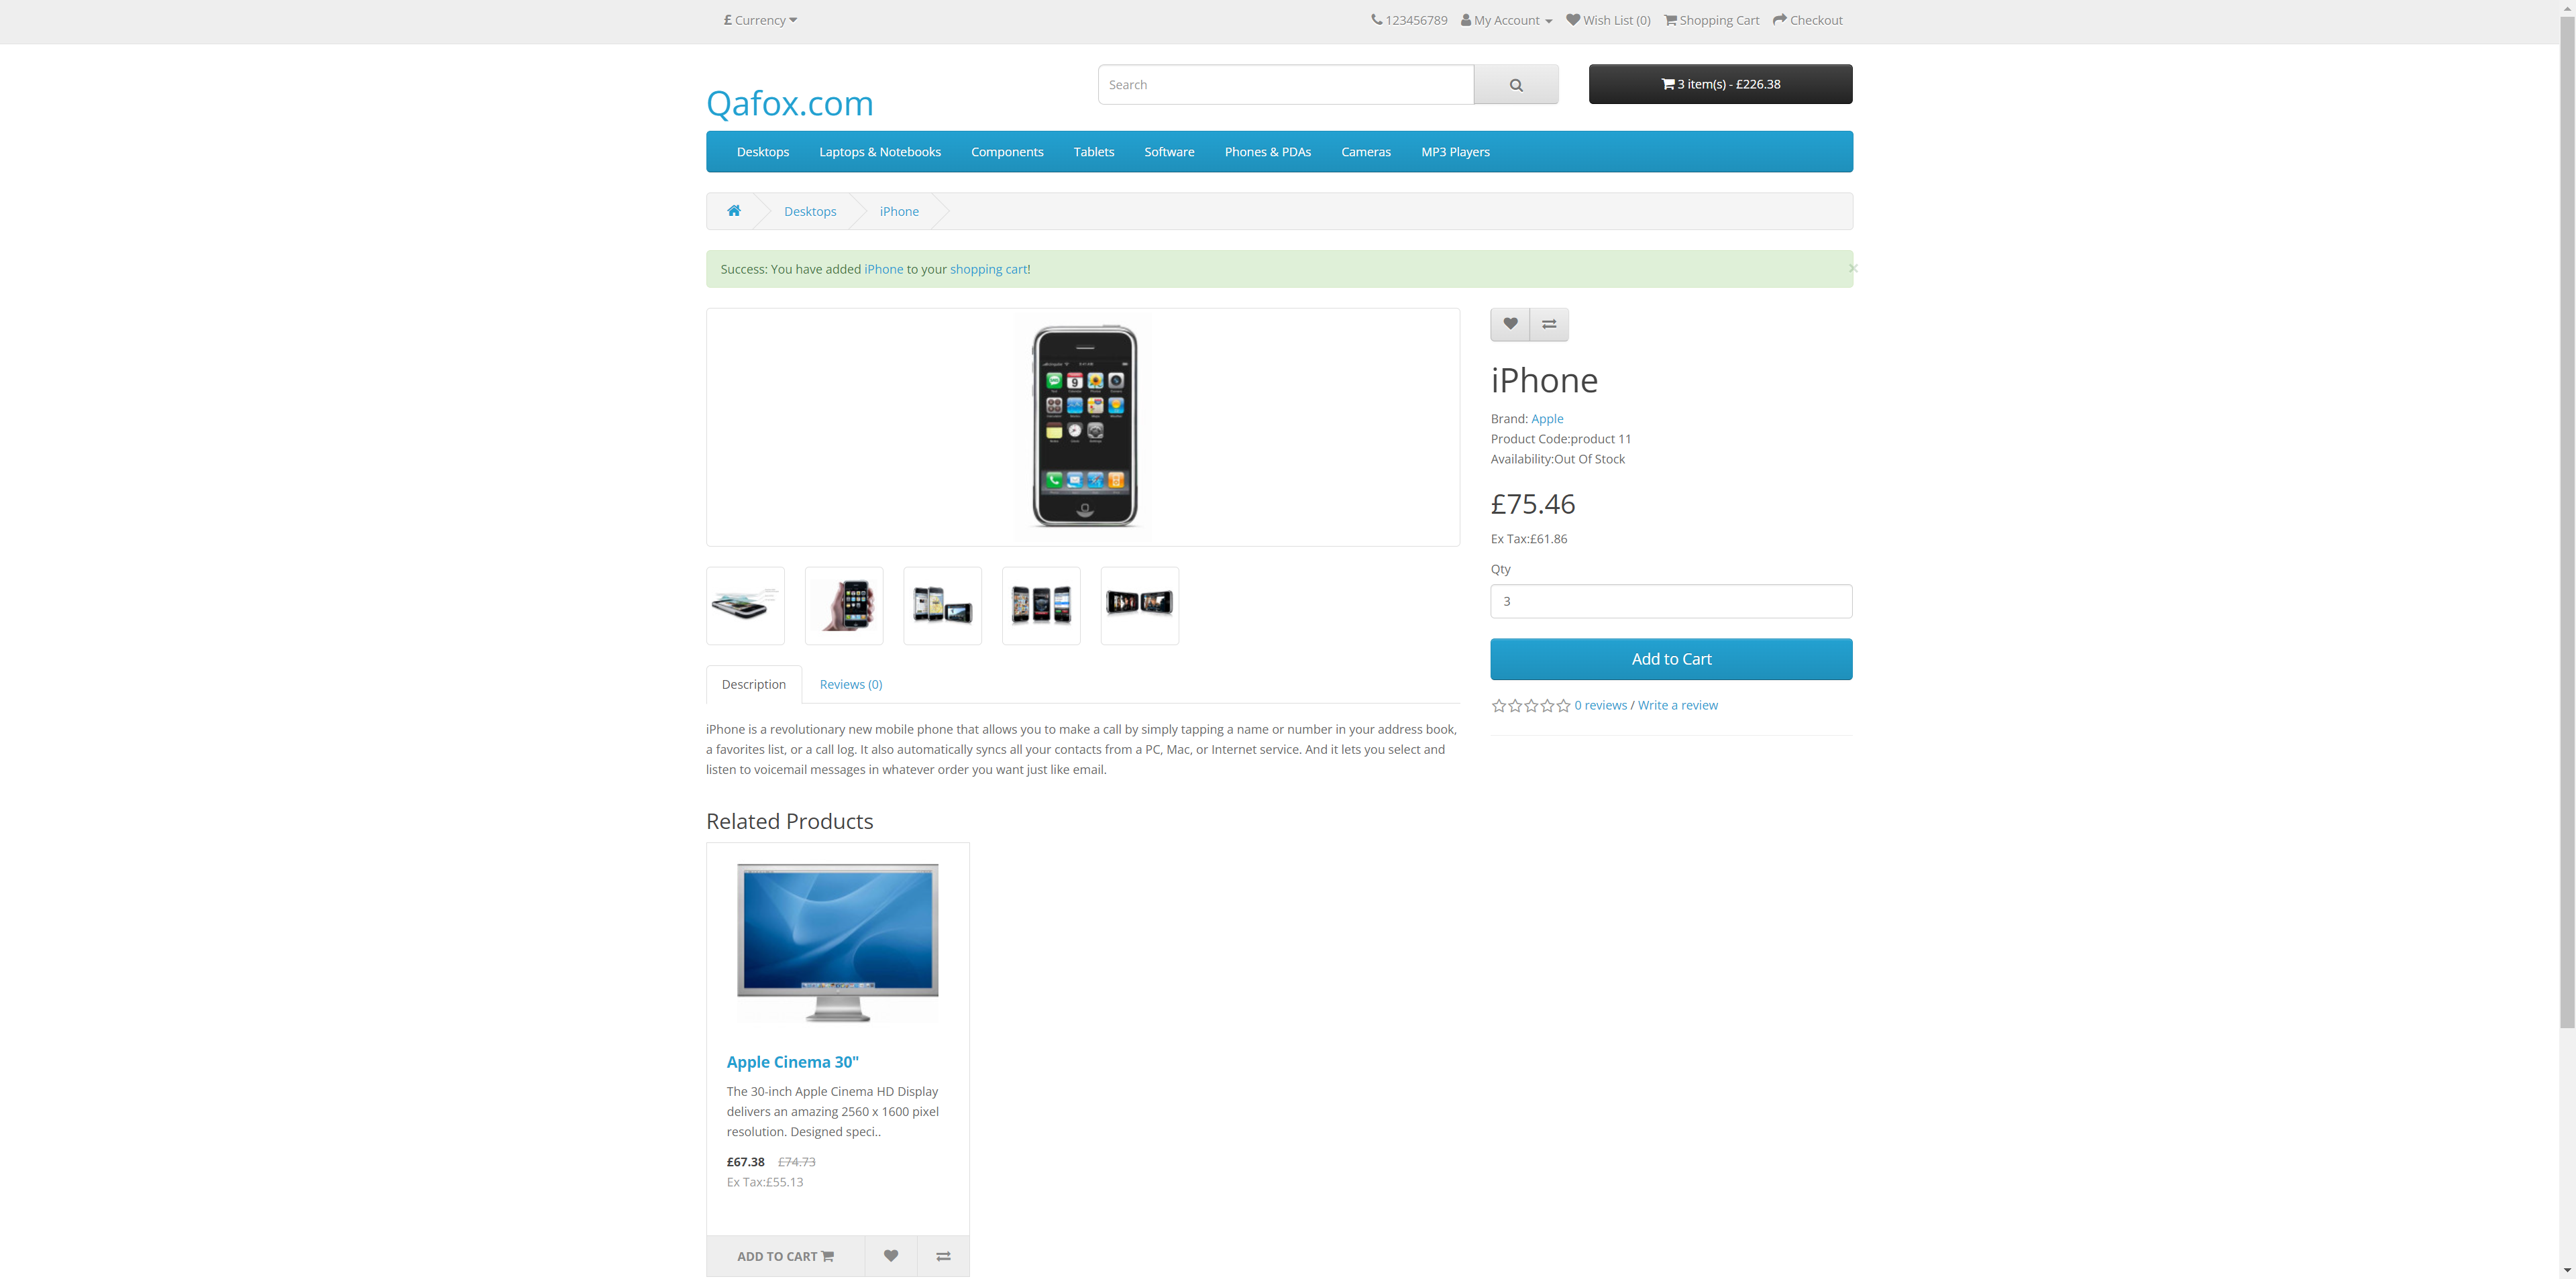 £ Currency
123456789 My Account Wish List (0) Shopping Cart Checkout
Qafox.com
Search
3 item(s) - £226.38
Desktops Laptops & Notebooks Components Tablets Software Phones & PDAs Cameras MP3 Players
Desktops iPhone
Success: You have added iPhone to your shopping cart!
×
iPhone
Brand: Apple
Product Code:product 11
Availability:Out Of Stock
£75.46
Ex Tax:£61.86
Qty
3
Add to Cart
0 reviews / Write a review
Description Reviews (0)
iPhone is a revolutionary new mobile phone that allows you to make a call by simply tapping a name or number in your address book,
a favorites list, or a call log. It also automatically syncs all your contacts from a PC, Mac, or Internet service. And it lets you select and
listen to voicemail messages in whatever order you want just like email.
Related Products
Apple Cinema 30"
The 30-inch Apple Cinema HD Display
delivers an amazing 2560 x 1600 pixel
resolution. Designed speci..
£67.38 £74.73
Ex Tax:£55.13
ADD TO CART